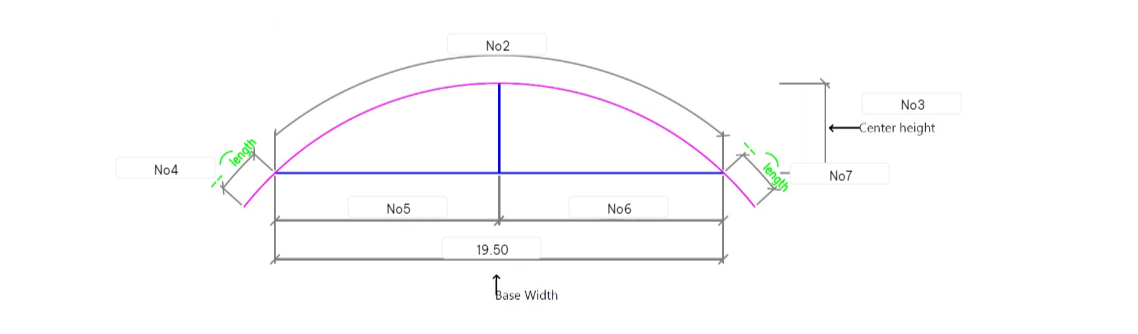 No2
No3
Center height
length
length
No4
No7
No5
No6
19.50
Base Width